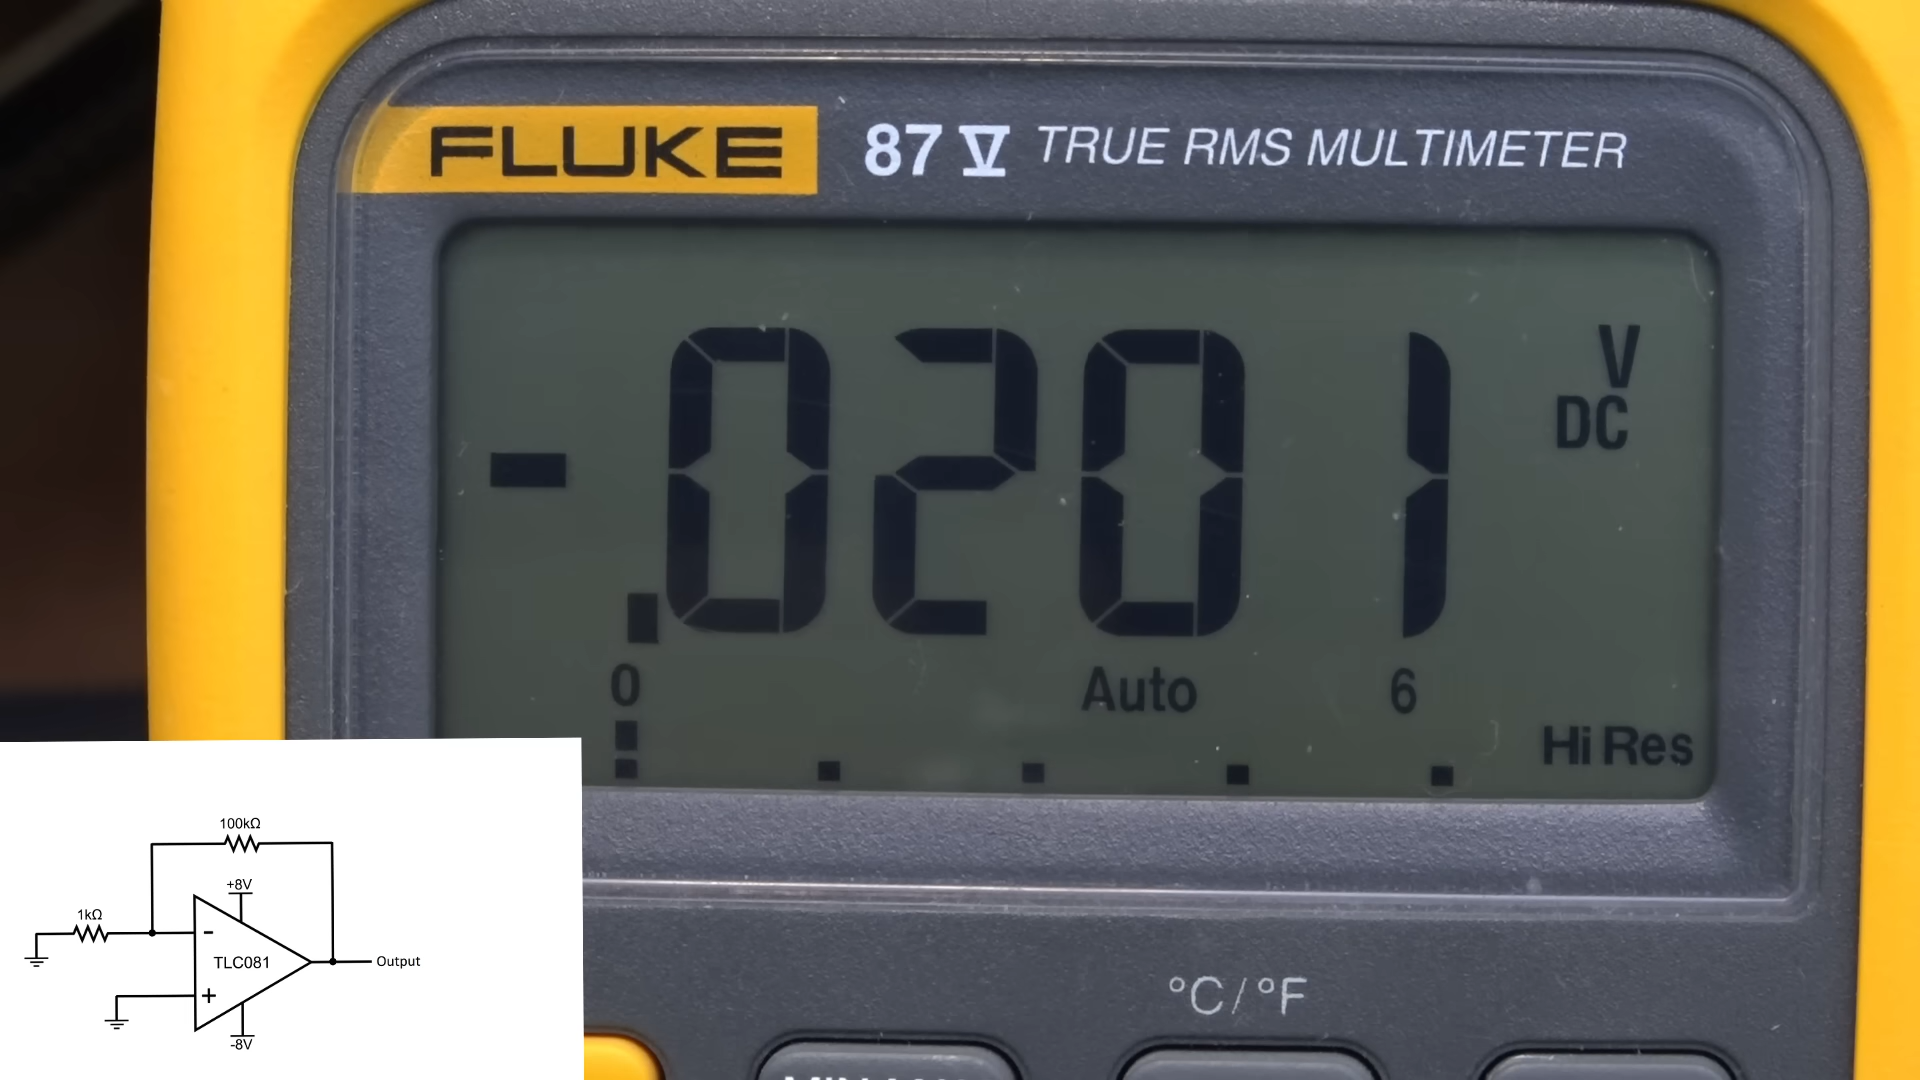 FLUKE 87 V TRUE RMS MULTIMETER
-.0201 V DC
0 Auto 6
Hi Res
°C/°F
100kΩ
+8V
1kΩ
-
TLC081
Output
+
-8V